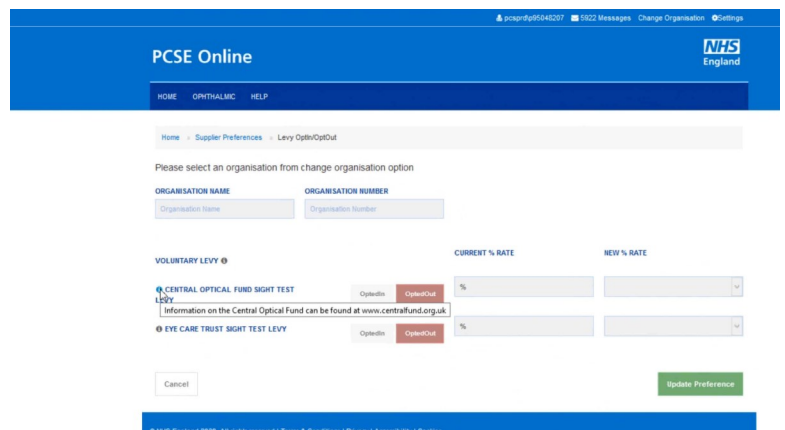 pcsprd\p95048207 5922 Messages Change Organisation Settings
PCSE Online
NHS
England
HOME OPHTHALMIC HELP
Home » Supplier Preferences » Levy OptIn/OptOut
Please select an organisation from change organisation option
ORGANISATION NAME ORGANISATION NUMBER
Organisation Name Organisation Number
VOLUNTARY LEVY CURRENT % RATE NEW % RATE
CENTRAL OPTICAL FUND SIGHT TEST
LEVY
OptedIn OptedOut %
Information on the Central Optical Fund can be found at www.centralfund.org.uk
EYE CARE TRUST SIGHT TEST LEVY OptedIn OptedOut %
Cancel Update Preference